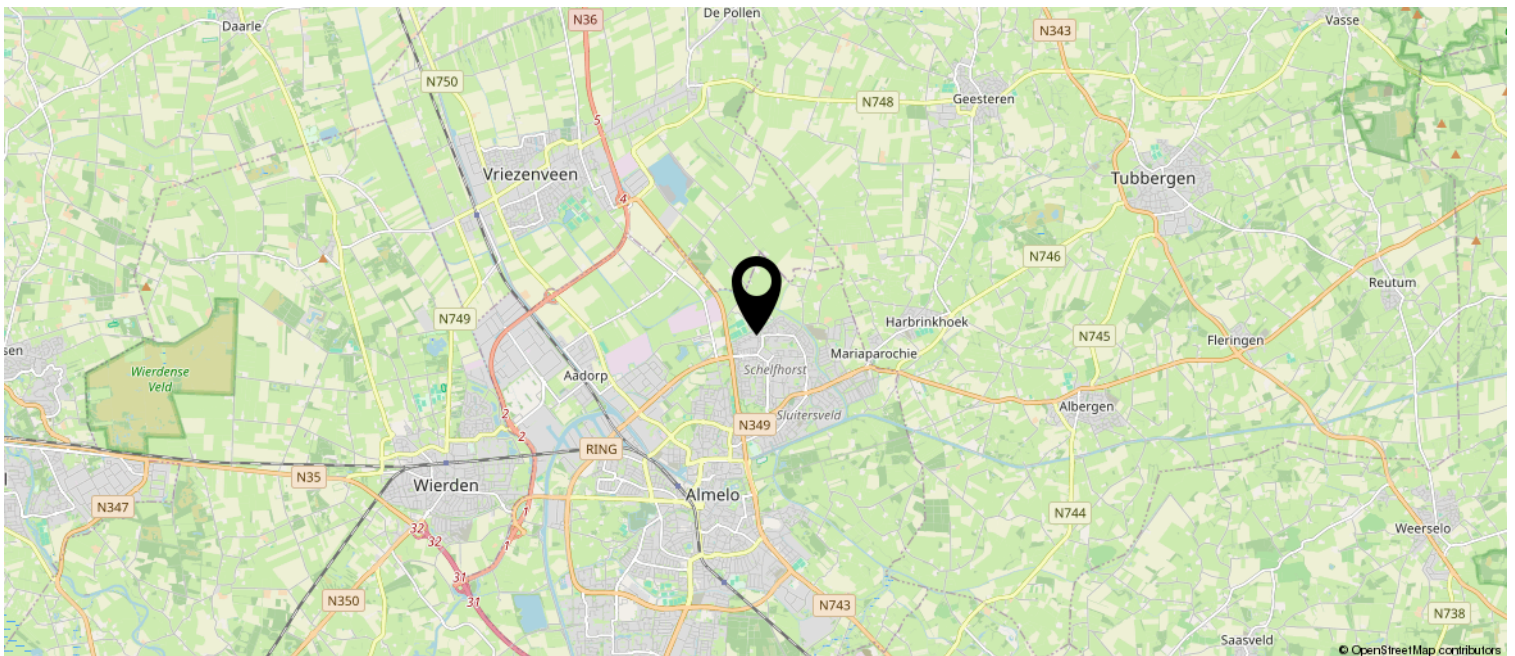 De Pollen
Vasse
N36
Daarle
N343
N750
N748
Geesteren
5
Vriezenveen
Tubbergen
4
N746
Reutum
N749
Harbrinkhoek
N745
Fleringen
sen
Mariaparochie
Wierdense
Veld
Aadorp
Schelfhorst
Albergen
2
Sluitersveld
N349
2
RING
N35
Wierden
Almelo
N347
1
N744
32
Weerselo
32
1
31
N350
31
N743
N738
Saasveld
© OpenStreetMap contributors